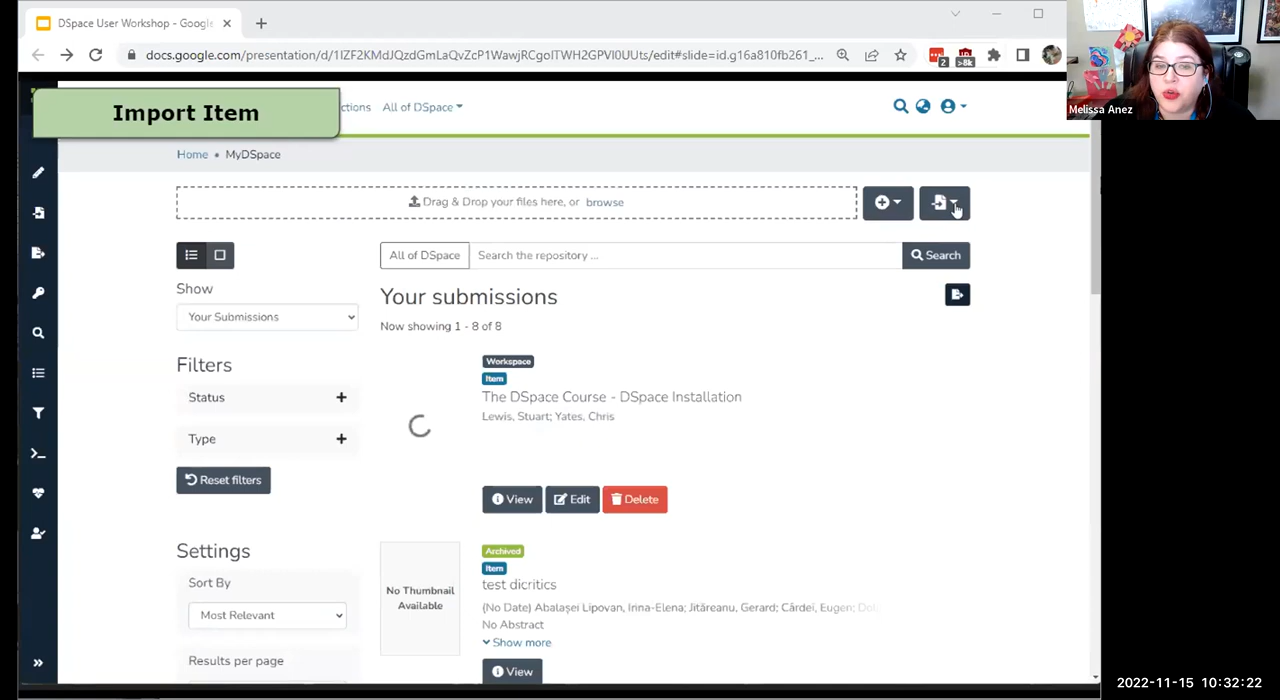 DSpace User Workshop - Googl
docs.google.com/presentation/d/1IZF2KMdJQzdGmLaQvZcP1WawjRCgoITWH2GPVI0UUts/edit#slide=id.g16a810fb261_...
2
>8k
Melissa Anez
Import Item
ctions All of DSpace
Home • MyDSpace
Drag & Drop your files here, or browse
All of DSpace Search the repository ... Search
Show
Your Submissions
Your submissions
Now showing 1 - 8 of 8
Filters
Status
Type
Reset filters
Workspace
Item
The DSpace Course - DSpace Installation
Lewis, Stuart; Yates, Chris
View Edit Delete
Settings
Sort By
Most Relevant
Results per page
No Thumbnail
Available
Archived
Item
test dicritics
(No Date) Abalașei Lipovan, Irina-Elena; Jităreanu, Gerard; Cârdei, Eugen;
No Abstract
Show more
View
2022-11-15 10:32:22